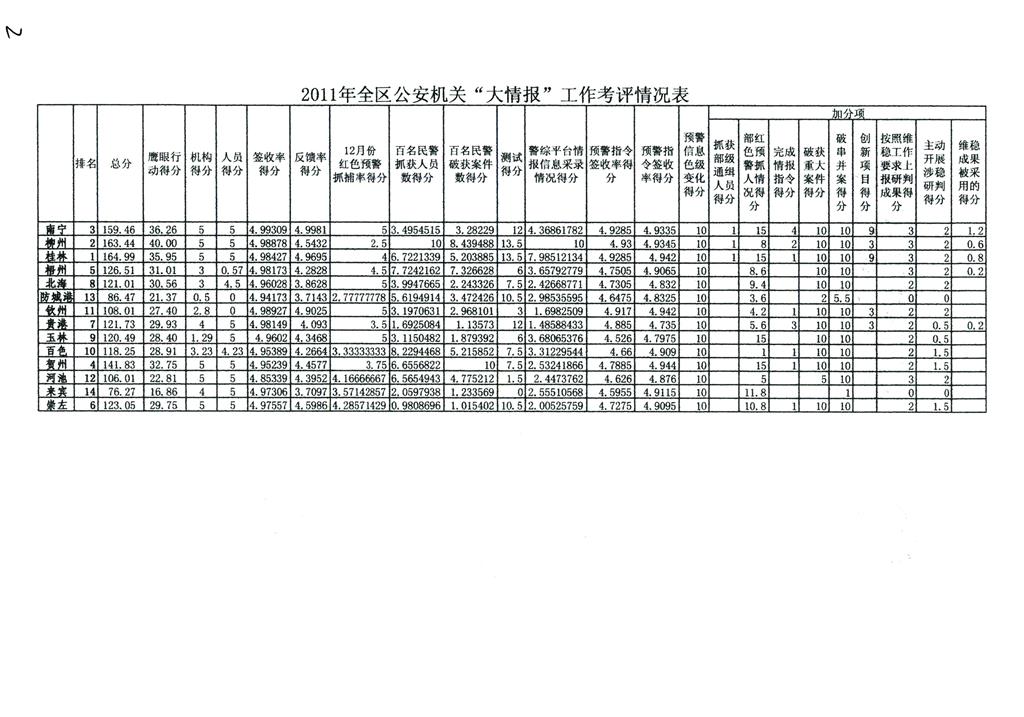 2
2011年全区公安机关“大情报”工作考评情况表
加分项
排名 总分 鹰眼行动得分 机构得分 人员得分 签收率得分 反馈率得分 12月份红色预警抓捕率得分 百名民警抓获人员数得分 百名民警破获案件数得分 测试得分 警综平台情报信息采录情况得分 预警指令签收率得分 预警指令签收率得分 预警信息色级变化得分 抓获部级通缉人员得分 部红色预警抓人情况得分 完成情报指令得分 破获重大案件得分 破串并案得分 创新项目得分 按照维稳工作要求上报研判成果得分 主动开展涉稳研判得分 维稳成果被采用的得分
南宁 3 159.46 36.26 5 5 4.99309 4.9981 5 3.4954515 3.28229 12 4.36861782 4.9285 4.9335 10 1 15 4 10 10 9 3 2 1.2
柳州 2 163.44 40.00 5 5 4.98878 4.5432 2.5 10 8.439488 13.5 10 4.93 4.9345 10 1 8 2 10 10 3 3 2 0.6
桂林 1 164.99 35.95 5 5 4.98427 4.9695 4 6.7221339 5.203885 13.5 7.98512134 4.9285 4.942 10 1 15 1 10 10 9 3 2 0.8
梧州 5 126.51 31.01 3 0.57 4.98173 4.2828 4.5 7.7242162 7.326628 6 3.65792779 4.7505 4.9065 10 8.6 10 10 3 2 0.2
北海 8 121.01 30.56 3 4.5 4.96028 3.8628 5 3.9947665 2.243326 7.5 2.42668771 4.7305 4.832 10 9.4 10 10 2 2
防城港 13 86.47 21.37 0.5 0 4.94173 3.7143 2.77777778 5.6194914 3.472426 10.5 2.98535595 4.6475 4.8325 10 3.6 2 5.5 0 0
钦州 11 108.01 27.40 2.8 0 4.98927 4.9025 5 3.1970631 2.968101 3 1.6982509 4.917 4.942 10 4.2 1 10 10 3 2 2
贵港 7 121.73 29.93 4 5 4.98149 4.093 3.5 1.6925084 1.13573 12 1.48588433 4.885 4.735 10 5.6 3 10 10 3 2 0.5 0.2
玉林 9 120.49 28.40 1.29 5 4.9602 4.3468 5 3.1150482 1.879392 6 3.68065376 4.526 4.7975 10 15 10 10 2 0.5
百色 10 118.25 28.91 3.23 4.23 4.95389 4.2664 3.33333333 8.2294468 5.215852 7.5 3.31229544 4.66 4.909 10 1 1 10 10 2 1.5
贺州 4 141.83 32.75 5 5 4.95239 4.4577 3.75 6.6556822 10 7.5 2.53241866 4.7885 4.944 10 15 1 10 10 2 1.5
河池 12 106.01 22.81 5 5 4.85339 4.3952 4.16666667 6.5654943 4.775212 1.5 2.4473762 4.626 4.876 10 5 5 10 3 2
来宾 14 76.27 16.86 4 5 4.97306 3.7097 3.57142857 2.0597938 1.233569 0 2.55510568 4.5955 4.9115 10 11.8 1 0 0
崇左 6 123.05 29.75 5 5 4.97557 4.5986 4.28571429 0.9808696 1.015402 10.5 2.00525759 4.7275 4.9095 10 10.8 1 10 10 2 1.5